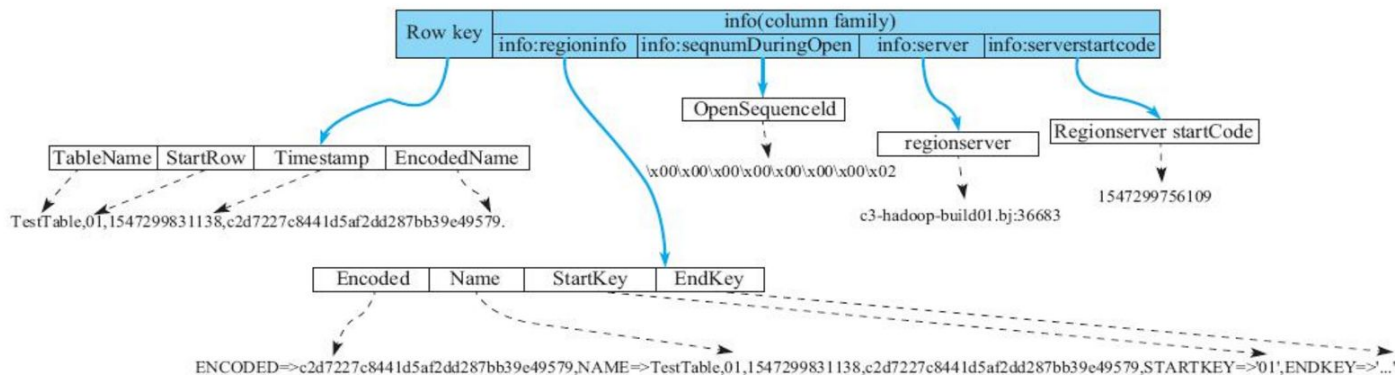 Row key
info(column family)
info:regioninfo
info:seqnumDuringOpen
info:server
info:serverstartcode
OpenSequenceId
\x00\x00\x00\x00\x00\x00\x00\x02
regionserver
c3-hadoop-build01.bj:36683
Regionserver startCode
1547299756109
TableName
StartRow
Timestamp
EncodedName
TestTable,01,1547299831138,c2d7227c8441d5af2dd287bb39e49579.
Encoded
Name
StartKey
EndKey
ENCODED=>c2d7227c8441d5af2dd287bb39e49579,NAME=>TestTable,01,1547299831138,c2d7227c8441d5af2dd287bb39e49579,STARTKEY=>'01',ENDKEY=>'...'